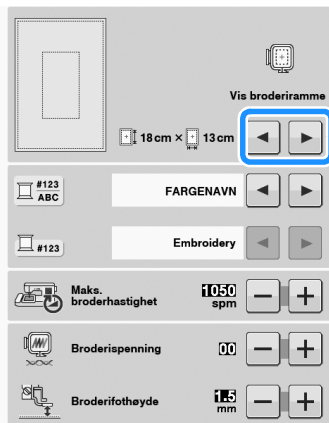 Vis broderiramme
18 cm × 13 cm
#123
ABC
FARGENAVN
#123
Embroidery
Maks.
broderhastighet
1050
spm
Broderispenning
00
Broderifothøyde
1.5
mm